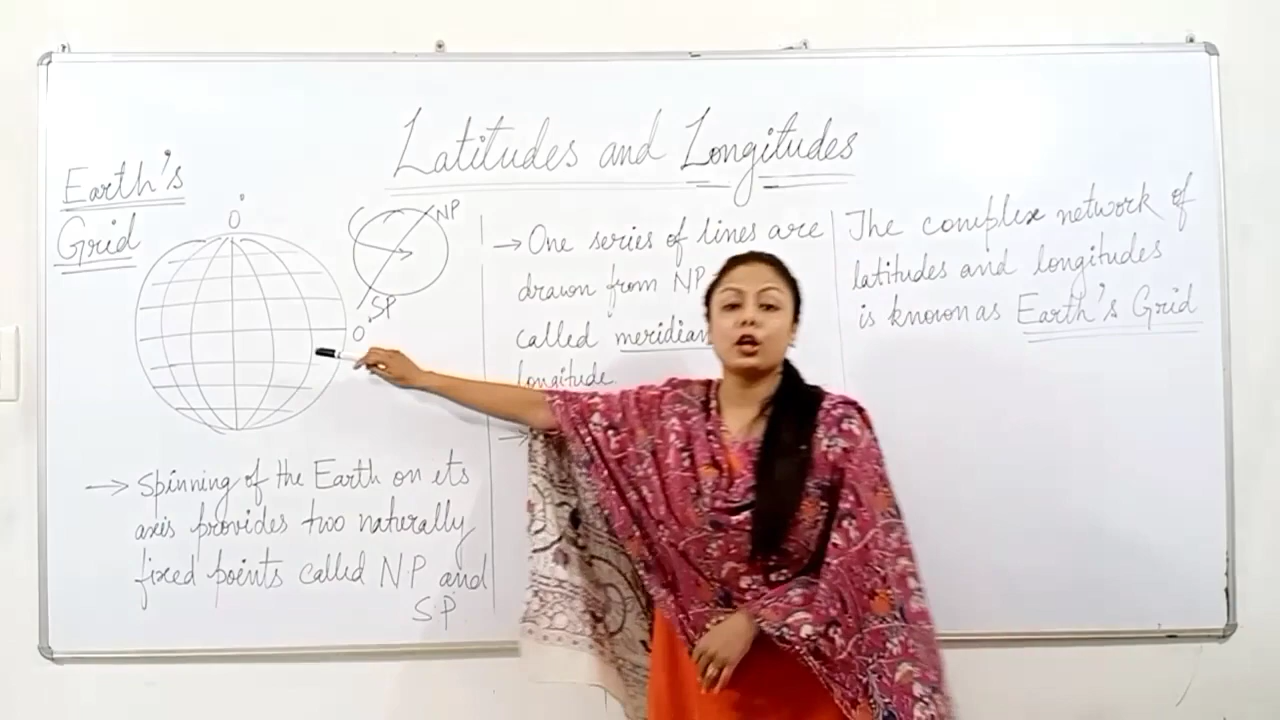 Latitudes and Longitudes
Earth's
Grid
0°
NP
SP
0°
→ Spinning of the Earth on its
axis provides two naturally
fixed points called N.P and
S.P
→ One series of lines are
drawn from NP
called meridian
longitude.
→
The complex network of
latitudes and longitudes
is known as Earth's Grid